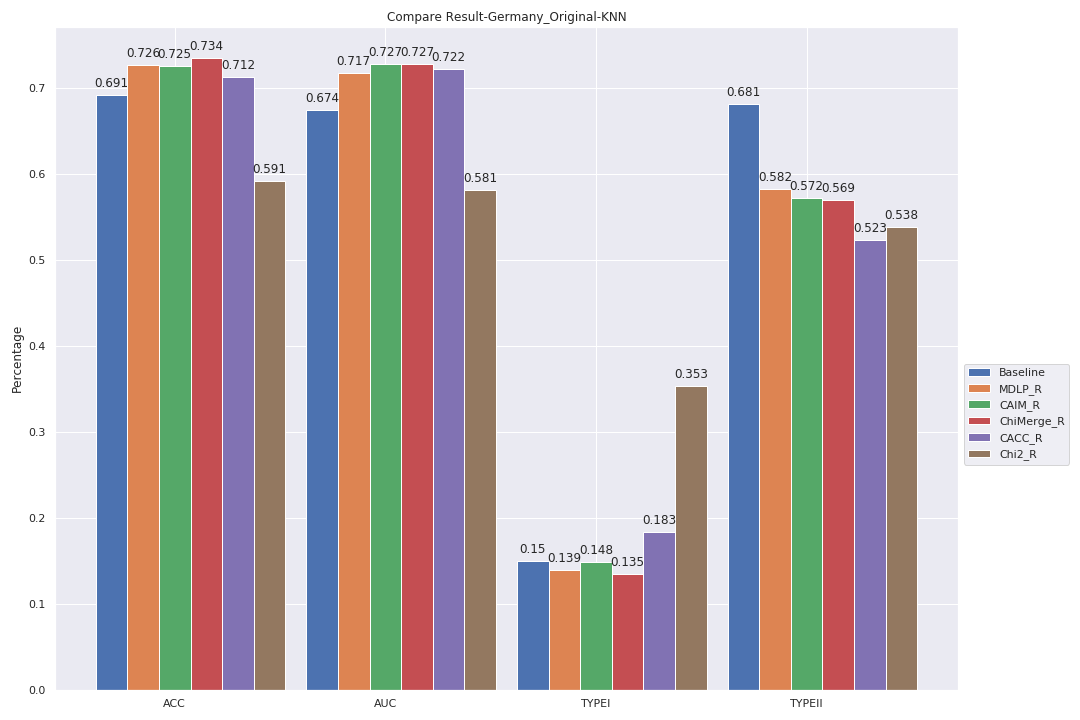 Compare Result-Germany_Original-KNN
Percentage
0.7
0.6
0.5
0.4
0.3
0.2
0.1
0.0
0.691
0.726
0.725
0.734
0.712
0.591
0.674
0.717
0.727
0.727
0.722
0.581
0.15
0.139
0.148
0.135
0.183
0.353
0.681
0.582
0.572
0.569
0.523
0.538
ACC
AUC
TYPEI
TYPEII
Baseline
MDLP_R
CAIM_R
ChiMerge_R
CACC_R
Chi2_R